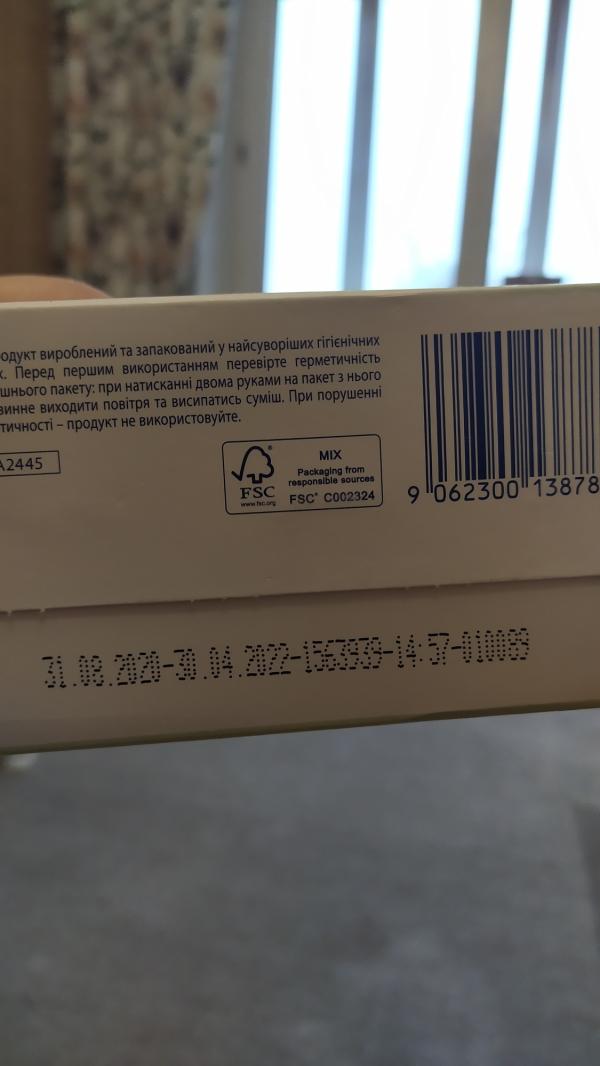 одукт вироблений та запакований у найсуворіших гігієнічних
х. Перед першим використанням перевірте герметичність
шнього пакету: при натисканні двома руками на пакет з нього
винне виходити повітря та висипатись суміш. При порушенні
тичності – продукт не використовуйте.
A2445
®
FSC
www.fsc.org
MIX
Packaging from
responsible sources
FSC® C002324
9 062300 13878
31.08.2020-30.04.2022-1563939-14:57-010089